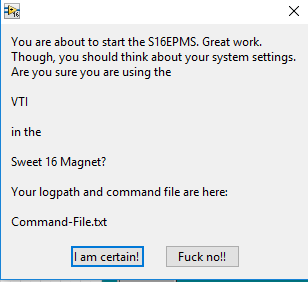 You are about to start the S16EPMS. Great work.
Though, you should think about your system settings.
Are you sure you are using the
VTI
in the
Sweet 16 Magnet?
Your logpath and command file are here:
Command-File.txt
I am certain!
Fuck no!!